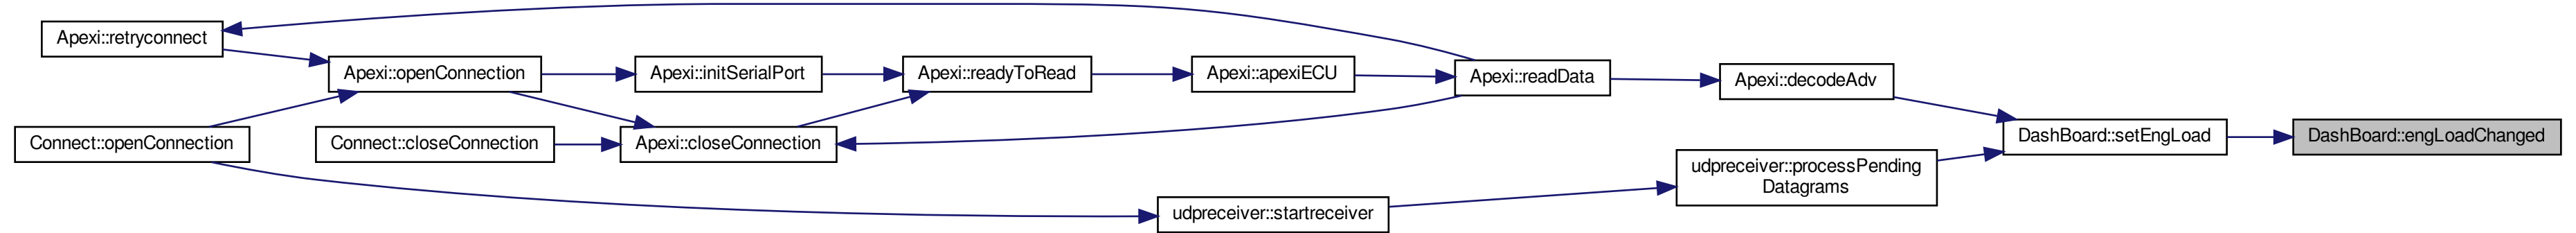 Apexi::retryconnect
Apexi::openConnection
Apexi::initSerialPort
Apexi::readyToRead
Apexi::apexiECU
Apexi::readData
Apexi::decodeAdv
Connect::openConnection
Connect::closeConnection
Apexi::closeConnection
DashBoard::setEngLoad
DashBoard::engLoadChanged
udpreceiver::processPending
Datagrams
udpreceiver::startreceiver